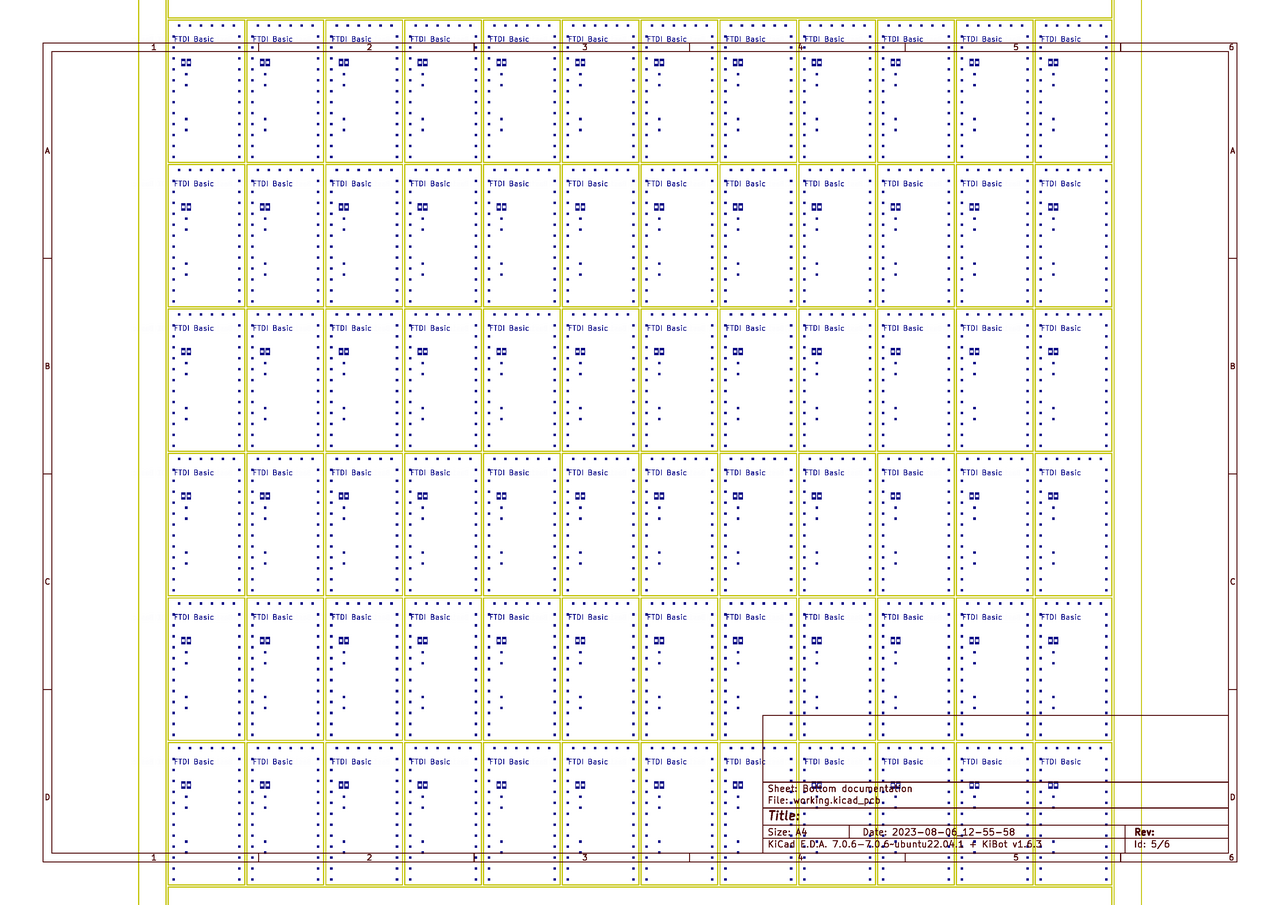 FTDI Basic FTDI Basic FTDI Basic FTDI Basic FTDI Basic FTDI Basic FTDI Basic FTDI Basic FTDI Basic FTDI Basic FTDI Basic FTDI Basic
1 2 3 4 5 6
A A
FTDI Basic FTDI Basic FTDI Basic FTDI Basic FTDI Basic FTDI Basic FTDI Basic FTDI Basic FTDI Basic FTDI Basic FTDI Basic FTDI Basic
FTDI Basic FTDI Basic FTDI Basic FTDI Basic FTDI Basic FTDI Basic FTDI Basic FTDI Basic FTDI Basic FTDI Basic FTDI Basic FTDI Basic
B B
FTDI Basic FTDI Basic FTDI Basic FTDI Basic FTDI Basic FTDI Basic FTDI Basic FTDI Basic FTDI Basic FTDI Basic FTDI Basic FTDI Basic
C C
FTDI Basic FTDI Basic FTDI Basic FTDI Basic FTDI Basic FTDI Basic FTDI Basic FTDI Basic FTDI Basic FTDI Basic FTDI Basic FTDI Basic
FTDI Basic FTDI Basic FTDI Basic FTDI Basic FTDI Basic FTDI Basic FTDI Basic FTDI Basic FTDI Basic FTDI Basic FTDI Basic FTDI Basic
Sheet: Bottom documentation
D D
File: working.kicad_pcb
Title:
Size: A4 Date: 2023-08-06_12-55-58 Rev:
KiCad E.D.A. 7.0.6-7.0.6~ubuntu22.04.1 + KiBot v1.6.3 Id: 5/6
1 2 3 4 5 6